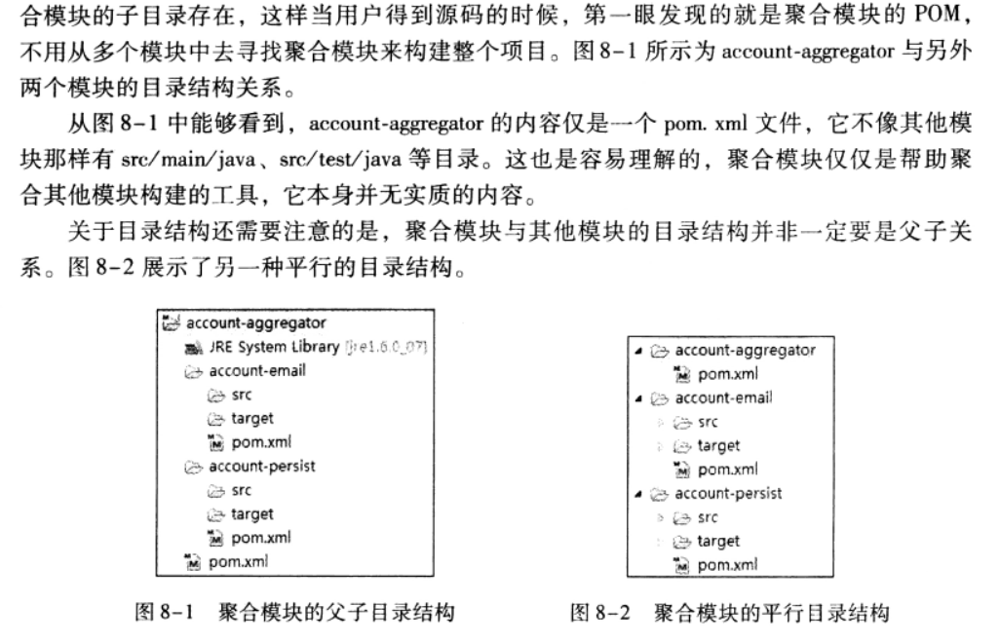 合模块的子目录存在，这样当用户得到源码的时候，第一眼发现的就是聚合模块的 POM，
不用从多个模块中去寻找聚合模块来构建整个项目。图 8-1 所示为 account-aggregator 与另外
两个模块的目录结构关系。
从图 8-1 中能够看到，account-aggregator 的内容仅是一个 pom. xml 文件，它不像其他模
块那样有 src/main/java、src/test/java 等目录。这也是容易理解的，聚合模块仅仅是帮助聚
合其他模块构建的工具，它本身并无实质的内容。
关于目录结构还需要注意的是，聚合模块与其他模块的目录结构并非一定要是父子关
系。图 8-2 展示了另一种平行的目录结构。
account-aggregator
JRE System Library [jre1.6.0_07]
account-email
src
target
pom.xml
account-persist
src
target
pom.xml
pom.xml
图 8-1 聚合模块的父子目录结构
account-aggregator
pom.xml
account-email
src
target
pom.xml
account-persist
src
target
pom.xml
图 8-2 聚合模块的平行目录结构